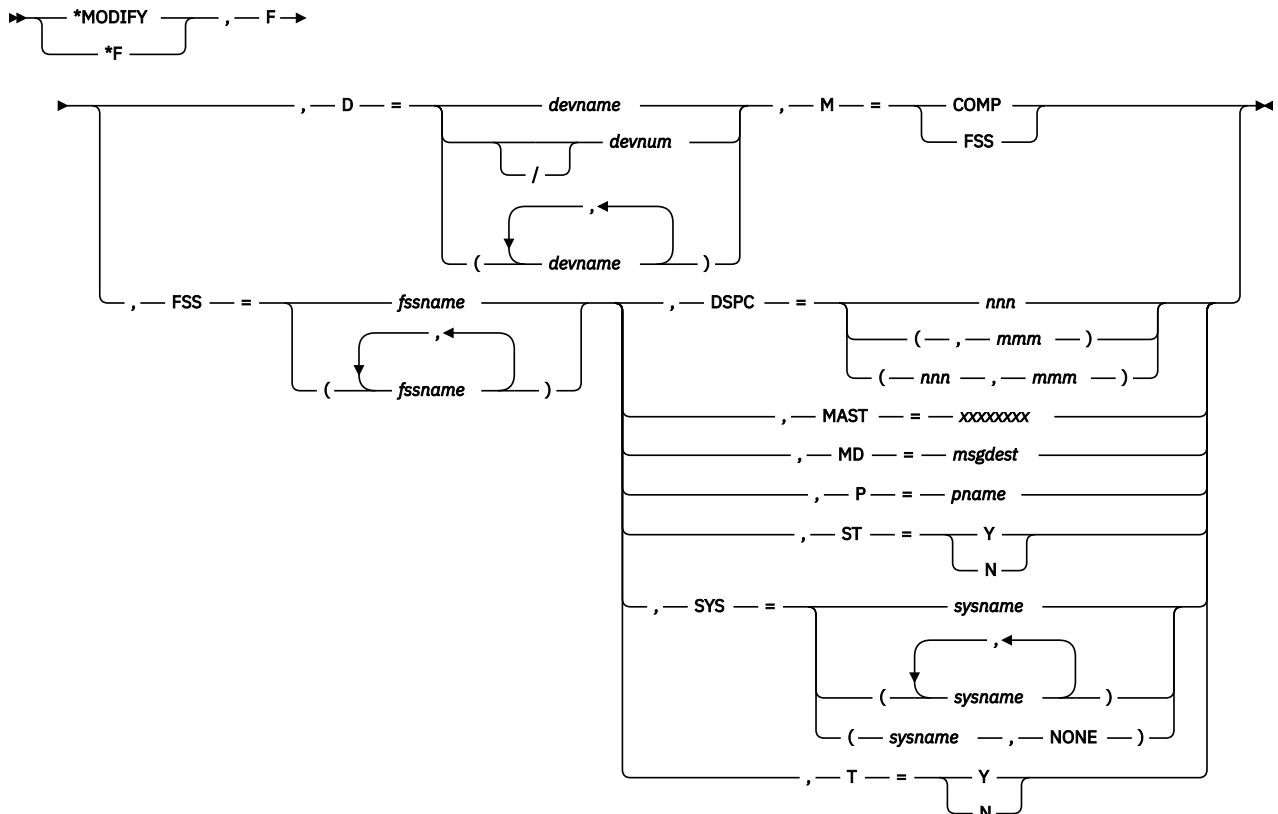 *MODIFY , F
*F
, D = devname , M = COMP
/ devnum FSS
,
( devname )
, FSS = fssname , DSPC = nnn
, ( , mmm )
( fssname ) ( nnn , mmm )
, MAST = xxxxxxxx
, MD = msgdest
, P = pname
, ST = Y
N
, SYS = sysname
,
( sysname )
( sysname , NONE )
, T = Y
N